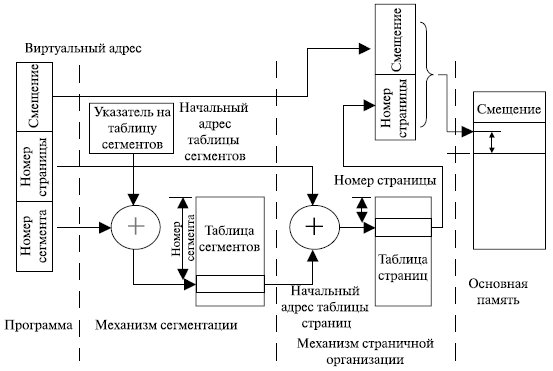 Виртуальный адрес
Смещение
Номер
страницы
Номер
сегмента
Указатель на
таблицу
сегментов
Начальный
адрес
таблицы
сегментов
Номер
сегмента
Таблица
сегментов
Начальный
адрес таблицы
страниц
Смещение
Номер
страницы
Номер страницы
Таблица
страниц
Смещение
Основная
память
Программа
Механизм сегментации
Механизм страничной
организации